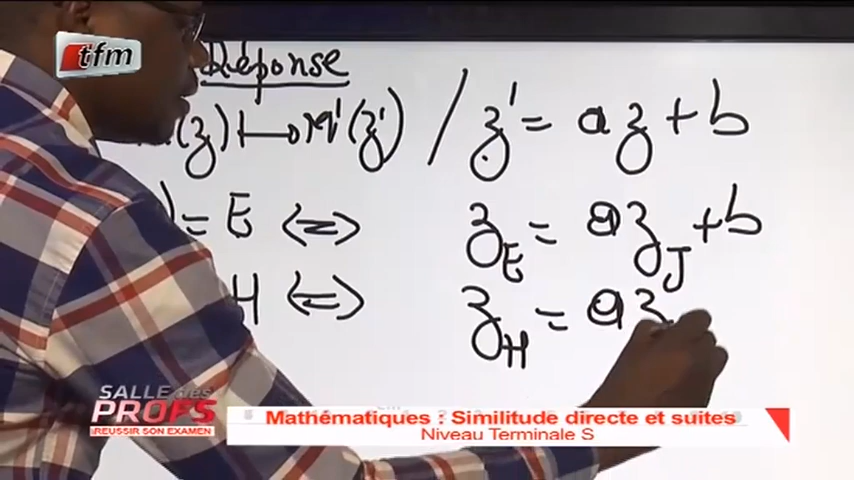 tfm
Réponse
(z) ⟼ M'(z') / z' = az + b
) = E ⟺ z_E = az_J + b
H ⟺ z_H = az
SALLE des PROFS
RÉUSSIR SON EXAMEN
Mathématiques : Similitude directe et suites
Niveau Terminale S